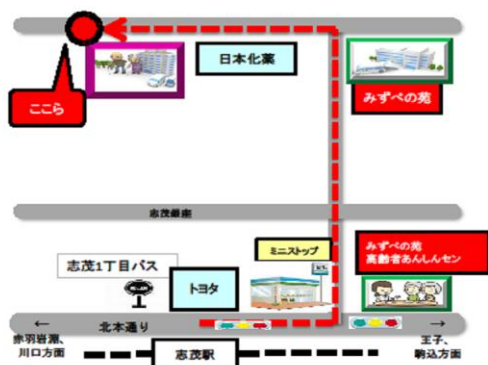 日本化薬
ここら
みずべの苑
志茂銀座
ミニストップ
みずべの苑
高齢者あんしんセン
志茂1丁目バス
トヨタ
←
北本通り
→
赤羽岩淵、
川口方面
志茂駅
王子、
駒込方面